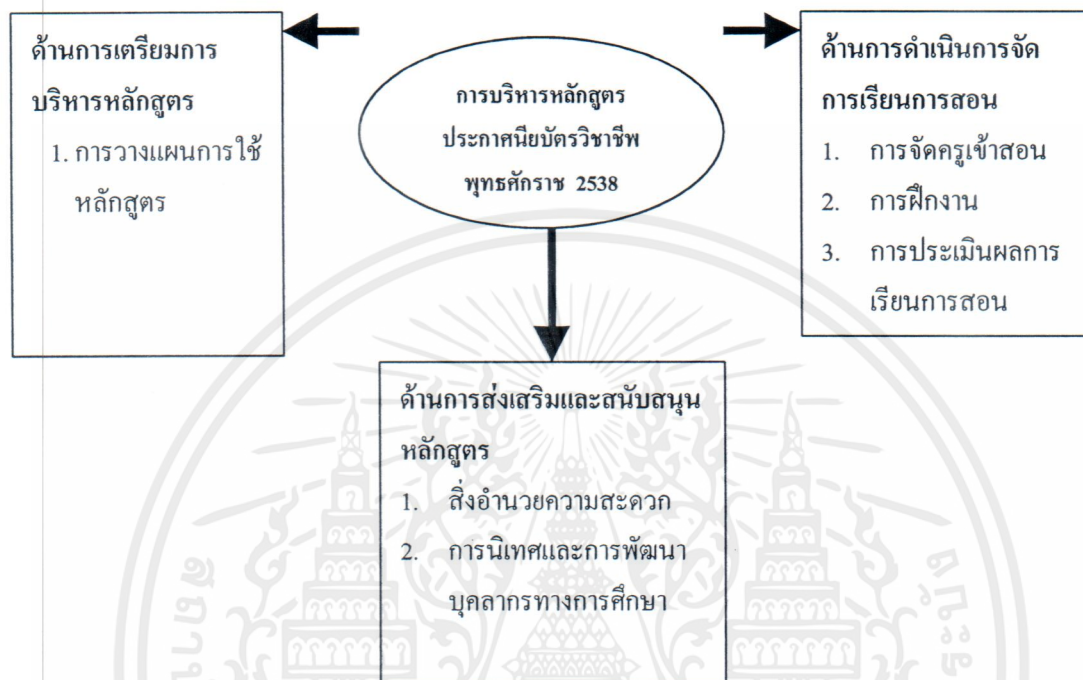 ด้านการเตรียมการ
บริหารหลักสูตร
1. การวางแผนการใช้
หลักสูตร
การบริหารหลักสูตร
ประกาศนียบัตรวิชาชีพ
พุทธศักราช 2538
ด้านการดำเนินการจัด
การเรียนการสอน
1. การจัดครูเข้าสอน
2. การฝึกงาน
3. การประเมินผลการ
เรียนการสอน
ด้านการส่งเสริมและสนับสนุน
หลักสูตร
1. สิ่งอำนวยความสะดวก
2. การนิเทศและการพัฒนา
บุคลากรทางการศึกษา